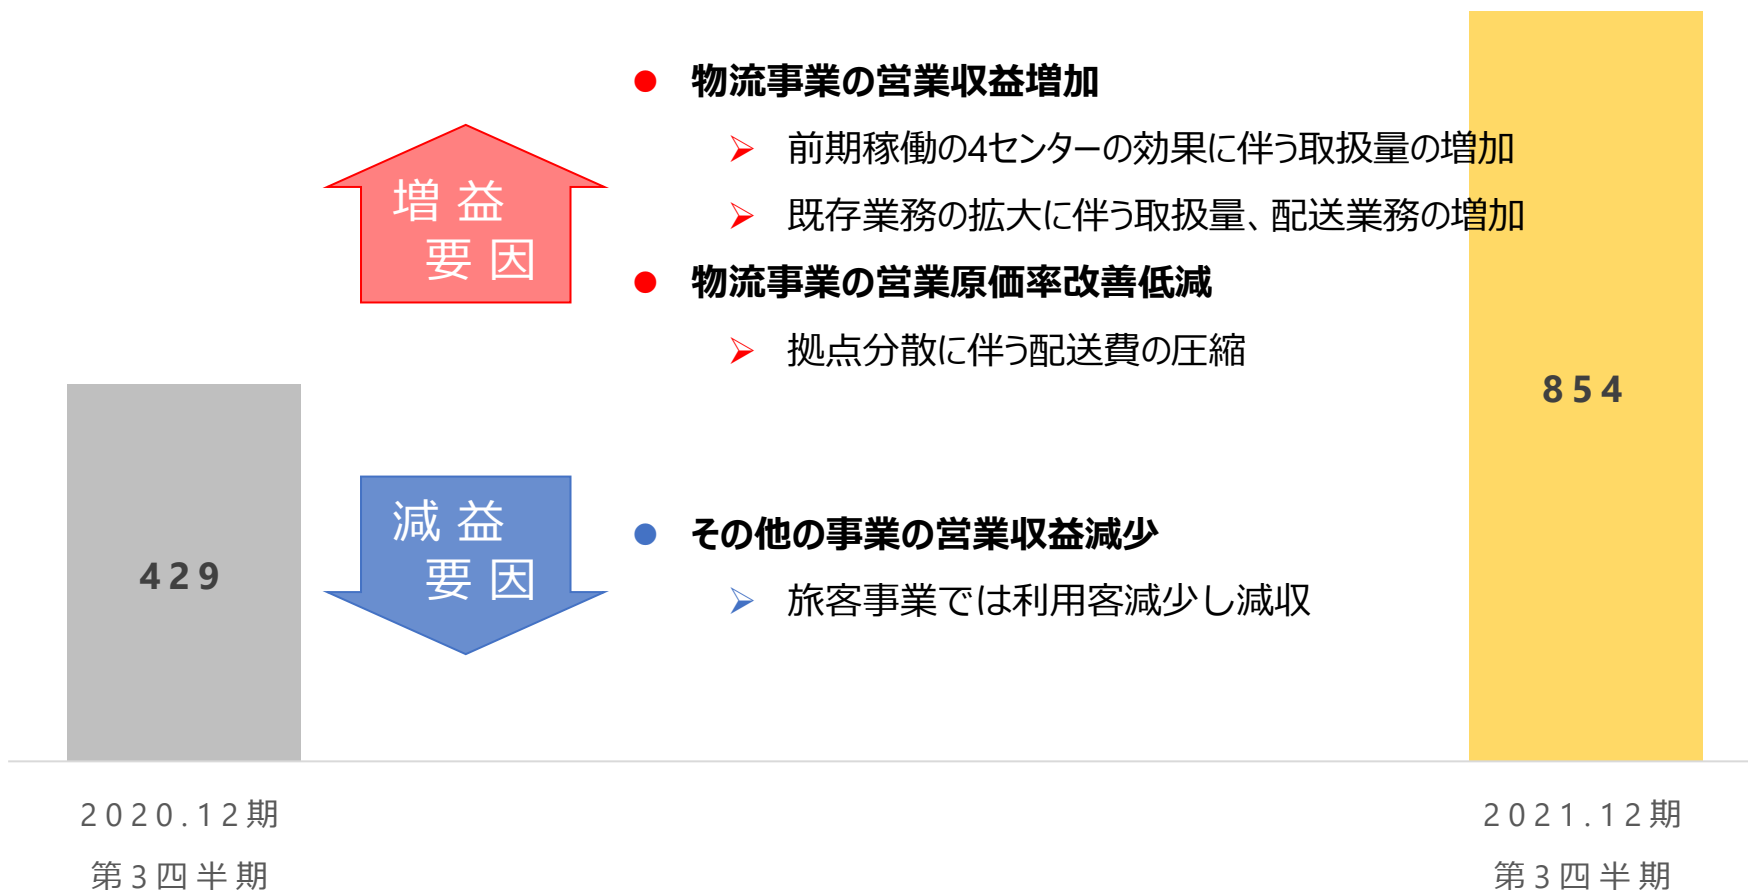 物流事業の営業収益増加
前期稼働の4センターの効果に伴う取扱量の増加
既存業務の拡大に伴う取扱量、配送業務の増加
増益
要因
物流事業の営業原価率改善低減
拠点分散に伴う配送費の圧縮
854
減益
要因
その他の事業の営業収益減少
旅客事業では利用客減少し減収
429
2020.12期
第3四半期
2021.12期
第3四半期